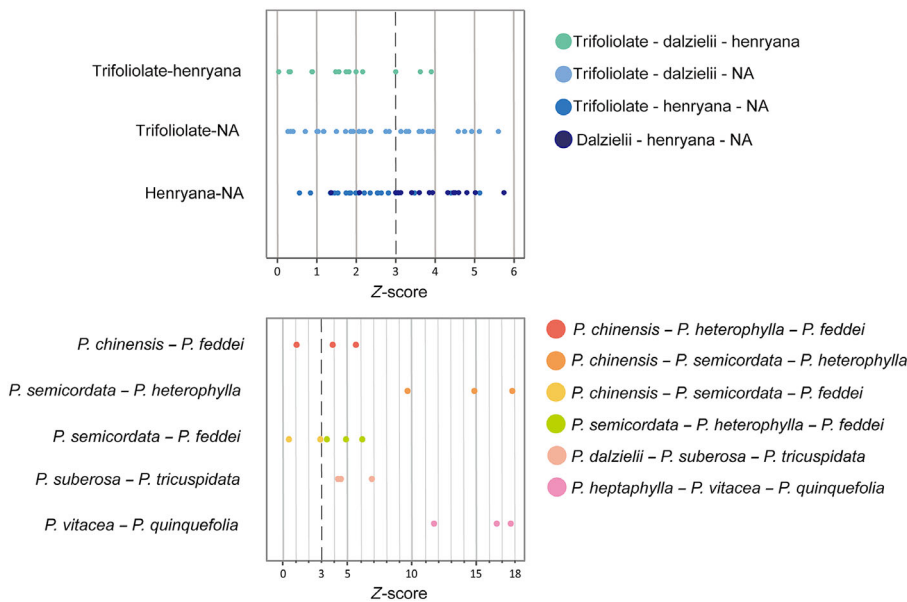 Trifoliolate-henryana
Trifoliolate-NA
Henryana-NA
0 1 2 3 4 5 6
Z-score
Trifoliolate - dalzielii - henryana
Trifoliolate - dalzielii - NA
Trifoliolate - henryana - NA
Dalzielii - henryana - NA
P. chinensis – P. feddei
P. semicordata – P. heterophylla
P. semicordata – P. feddei
P. suberosa – P. tricuspidata
P. vitacea – P. quinquefolia
0 3 5 10 15 18
Z-score
P. chinensis – P. heterophylla – P. feddei
P. chinensis – P. semicordata – P. heterophylla
P. chinensis – P. semicordata – P. feddei
P. semicordata – P. heterophylla – P. feddei
P. dalzielii – P. suberosa – P. tricuspidata
P. heptaphylla – P. vitacea – P. quinquefolia